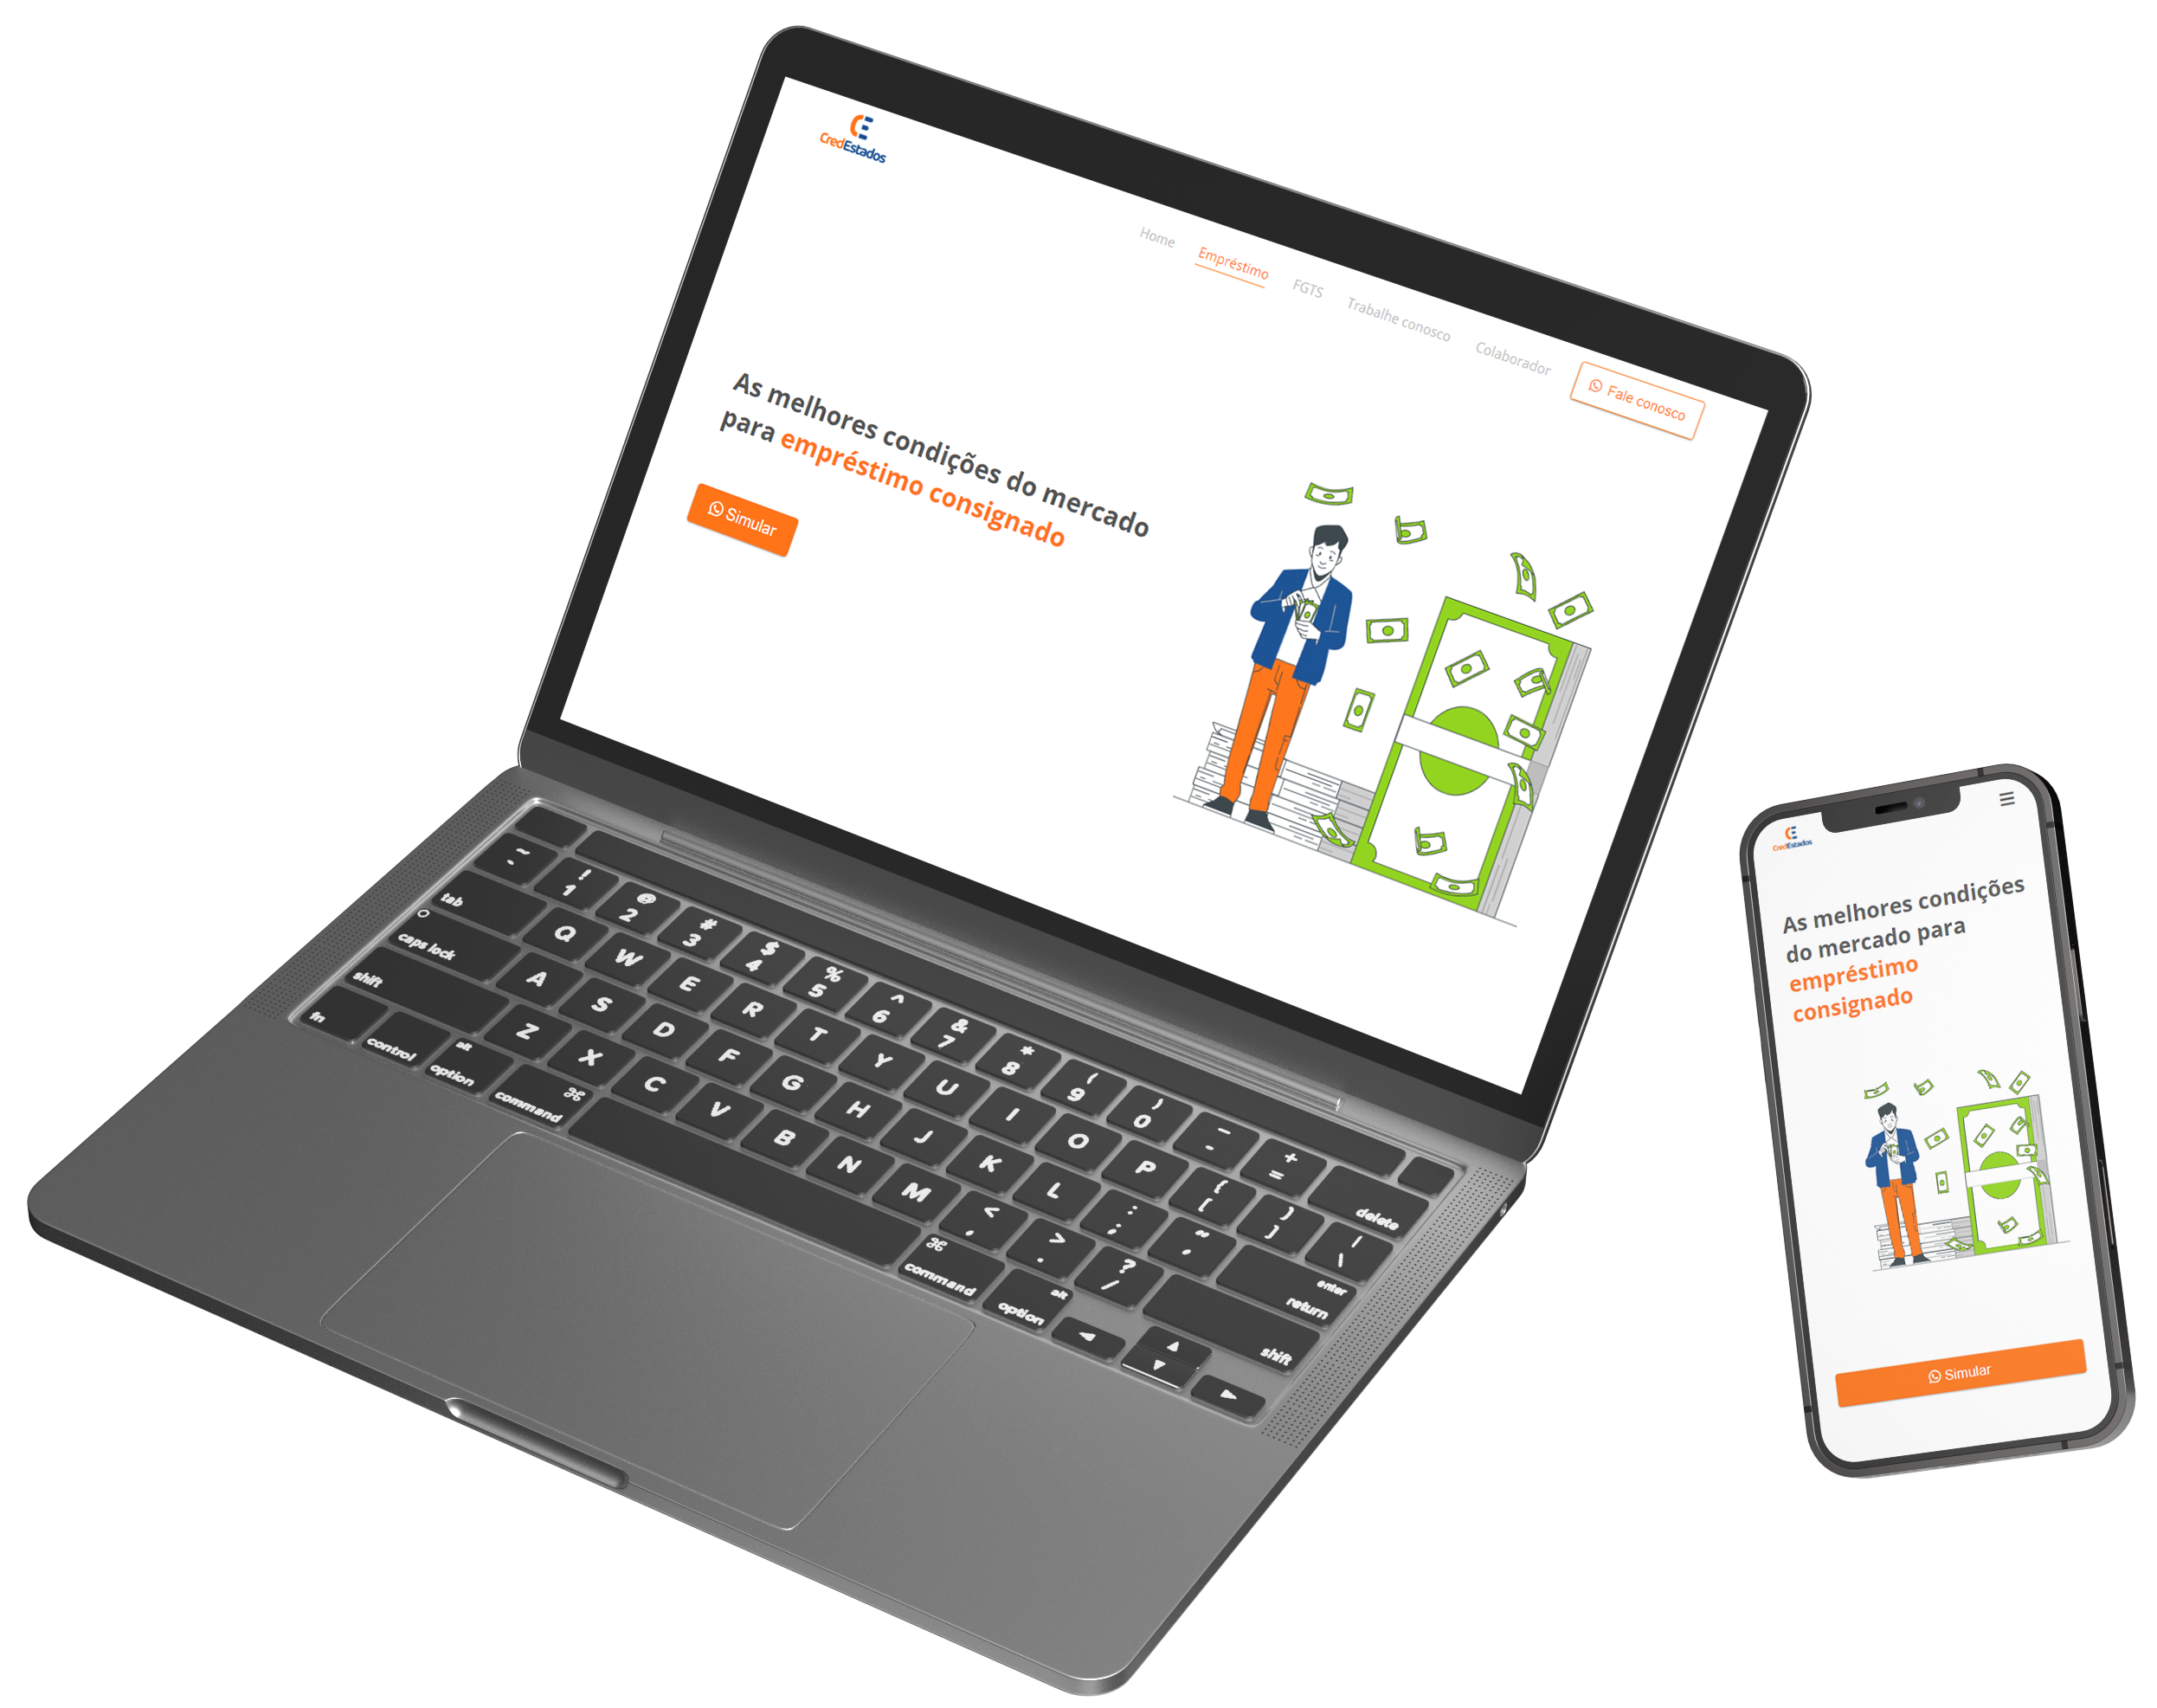 CE
CredEstados
Home
Empréstimo
FGTS
Trabalhe conosco
Colaborador
Fale conosco
As melhores condições do mercado
para empréstimo consignado
Simular
~
!
1
@
2
#
3
$
4
%
5
^
6
&
7
*
8
(
9
)
0
-
+
=
delete
tab
Q
W
E
R
T
Y
U
I
O
P
{
[
}
]
|
\
caps lock
A
S
D
F
G
H
J
K
L
:
;
enter
return
shift
Z
X
C
V
B
N
M
<
,
>
.
?
/
shift
fn
control
alt
option
⌘
command
⌘
command
alt
option
CE
CredEstados
As melhores condições
do mercado para
empréstimo
consignado
Simular